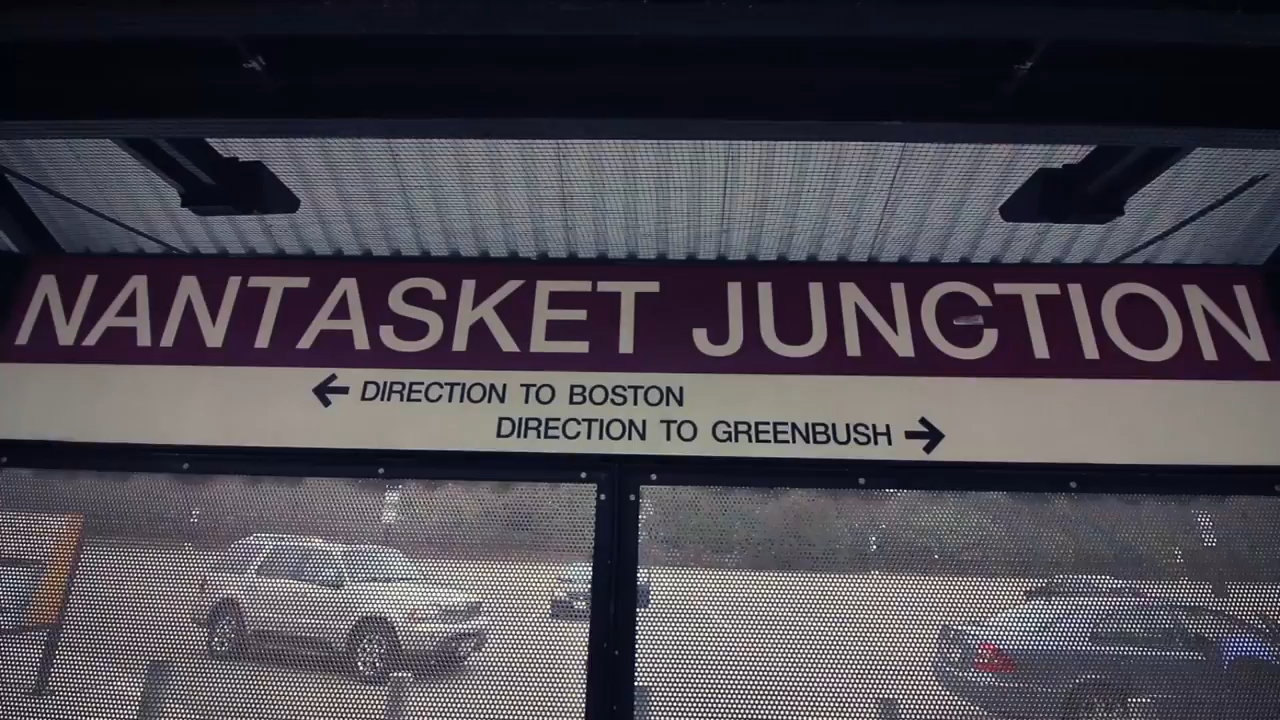 NANTASKET JUNCTION
← DIRECTION TO BOSTON
DIRECTION TO GREENBUSH →